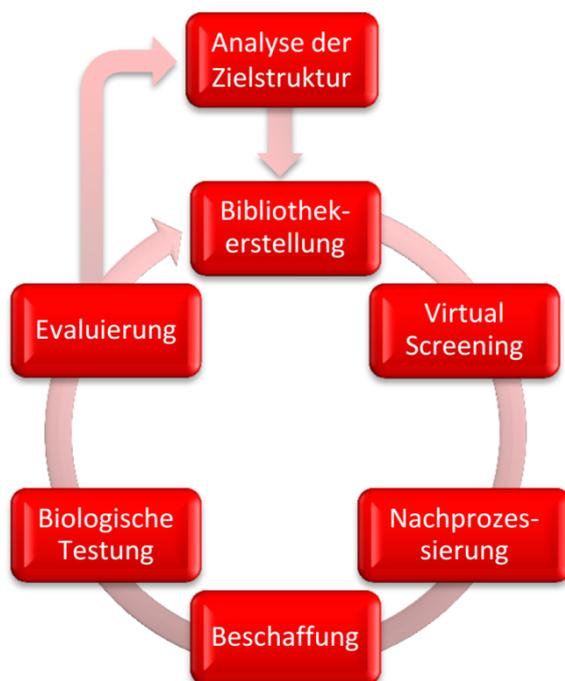 Analyse der
Zielstruktur
Bibliothek-
erstellung
Virtual
Screening
Nachprozes-
sierung
Beschaffung
Biologische
Testung
Evaluierung